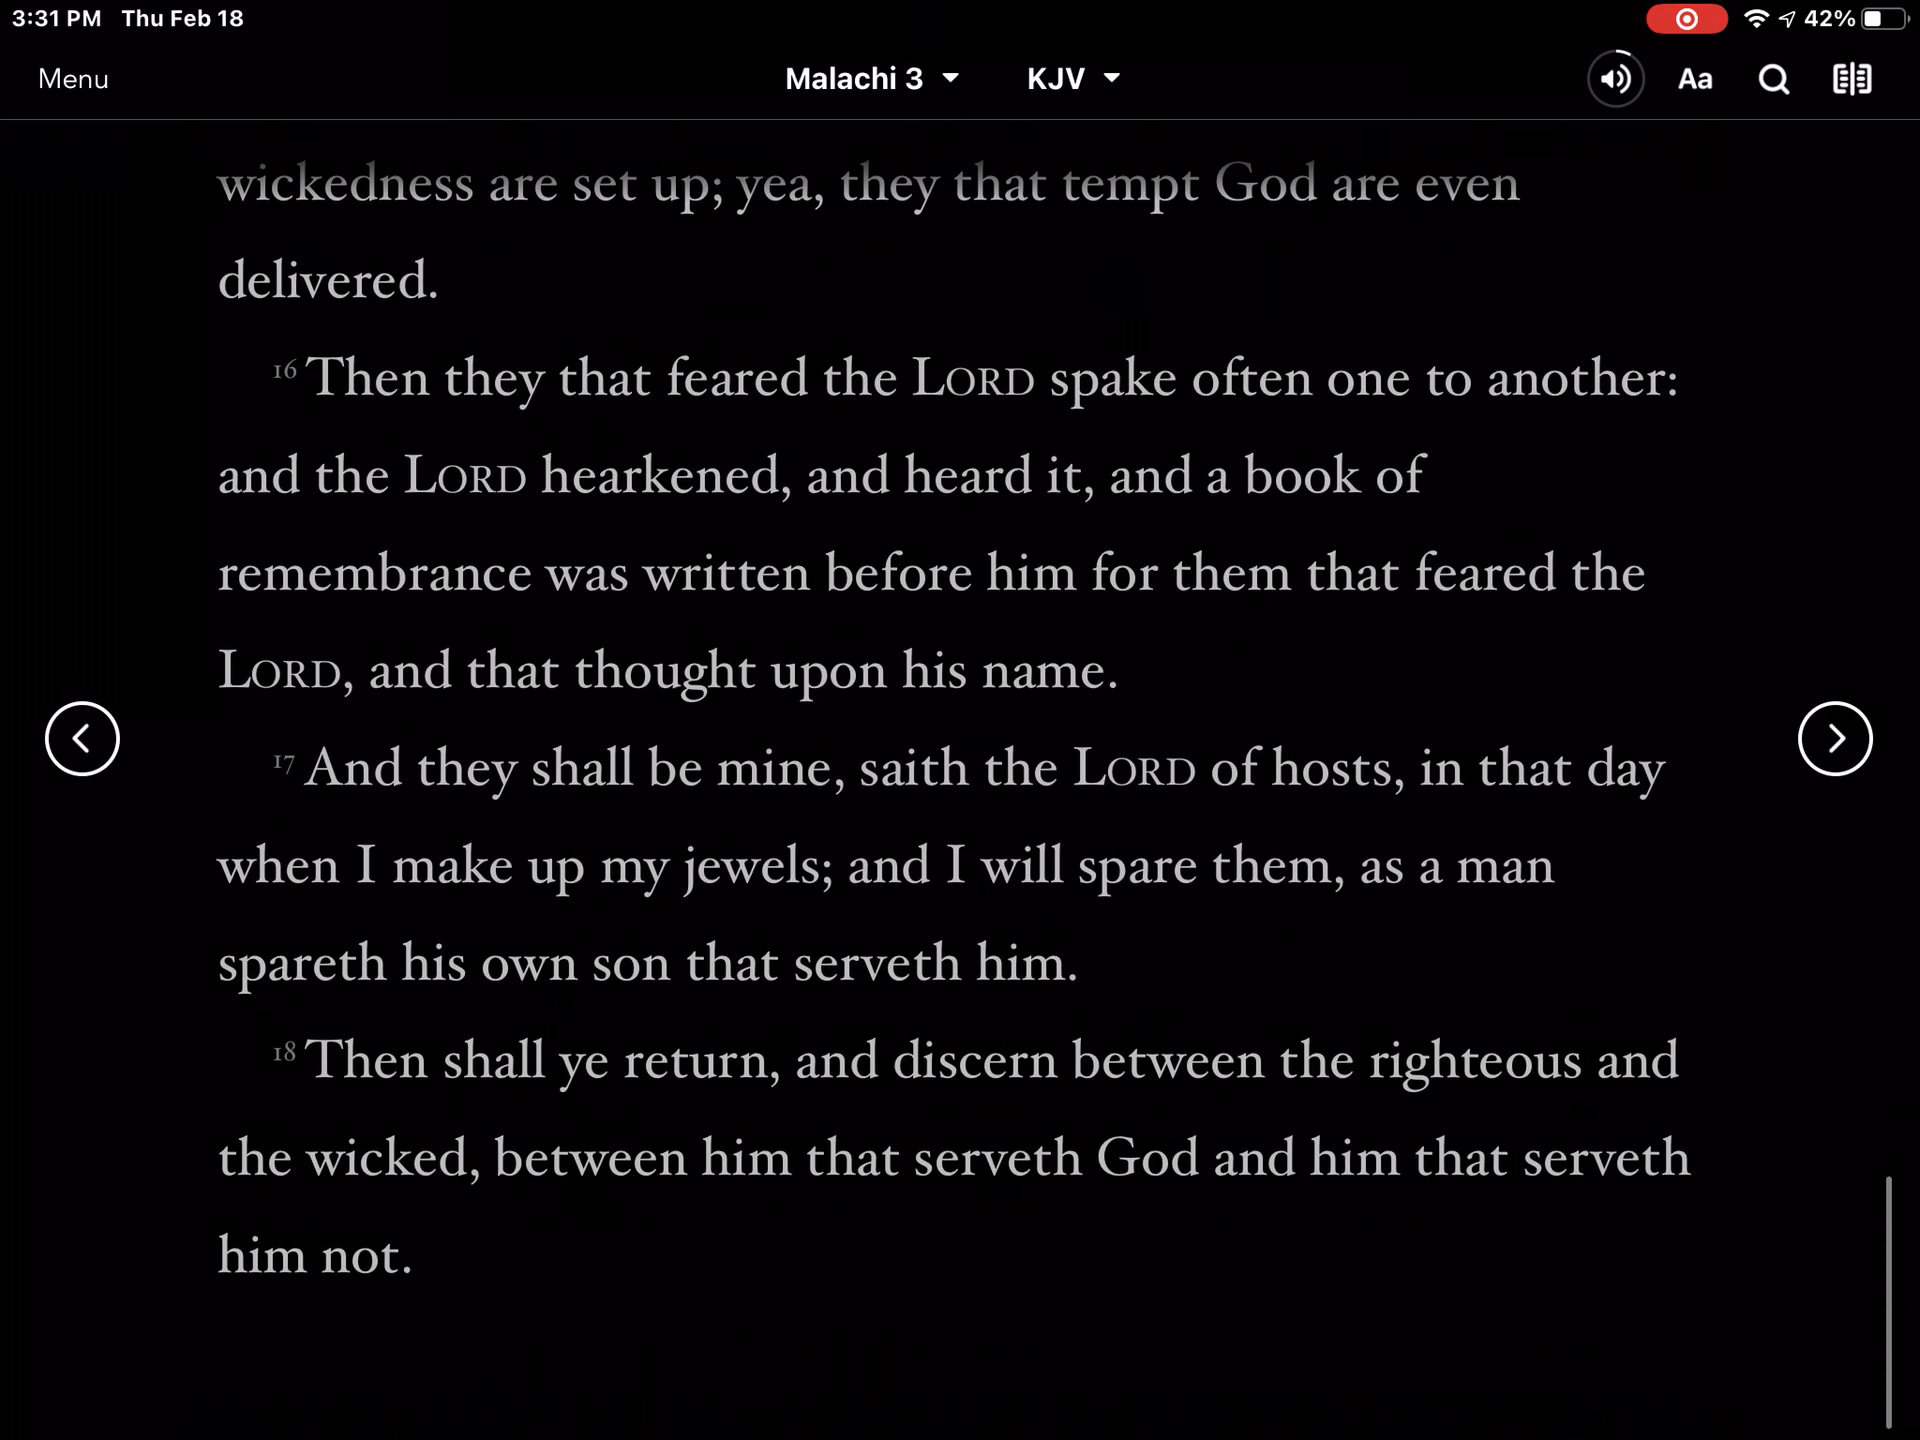 3:31 PM Thu Feb 18 42%
Menu Malachi 3 KJV Aa
wickedness are set up; yea, they that tempt God are even
delivered.
16 Then they that feared the LORD spake often one to another:
and the LORD hearkened, and heard it, and a book of
remembrance was written before him for them that feared the
LORD, and that thought upon his name.
17 And they shall be mine, saith the LORD of hosts, in that day
when I make up my jewels; and I will spare them, as a man
spareth his own son that serveth him.
18 Then shall ye return, and discern between the righteous and
the wicked, between him that serveth God and him that serveth
him not.